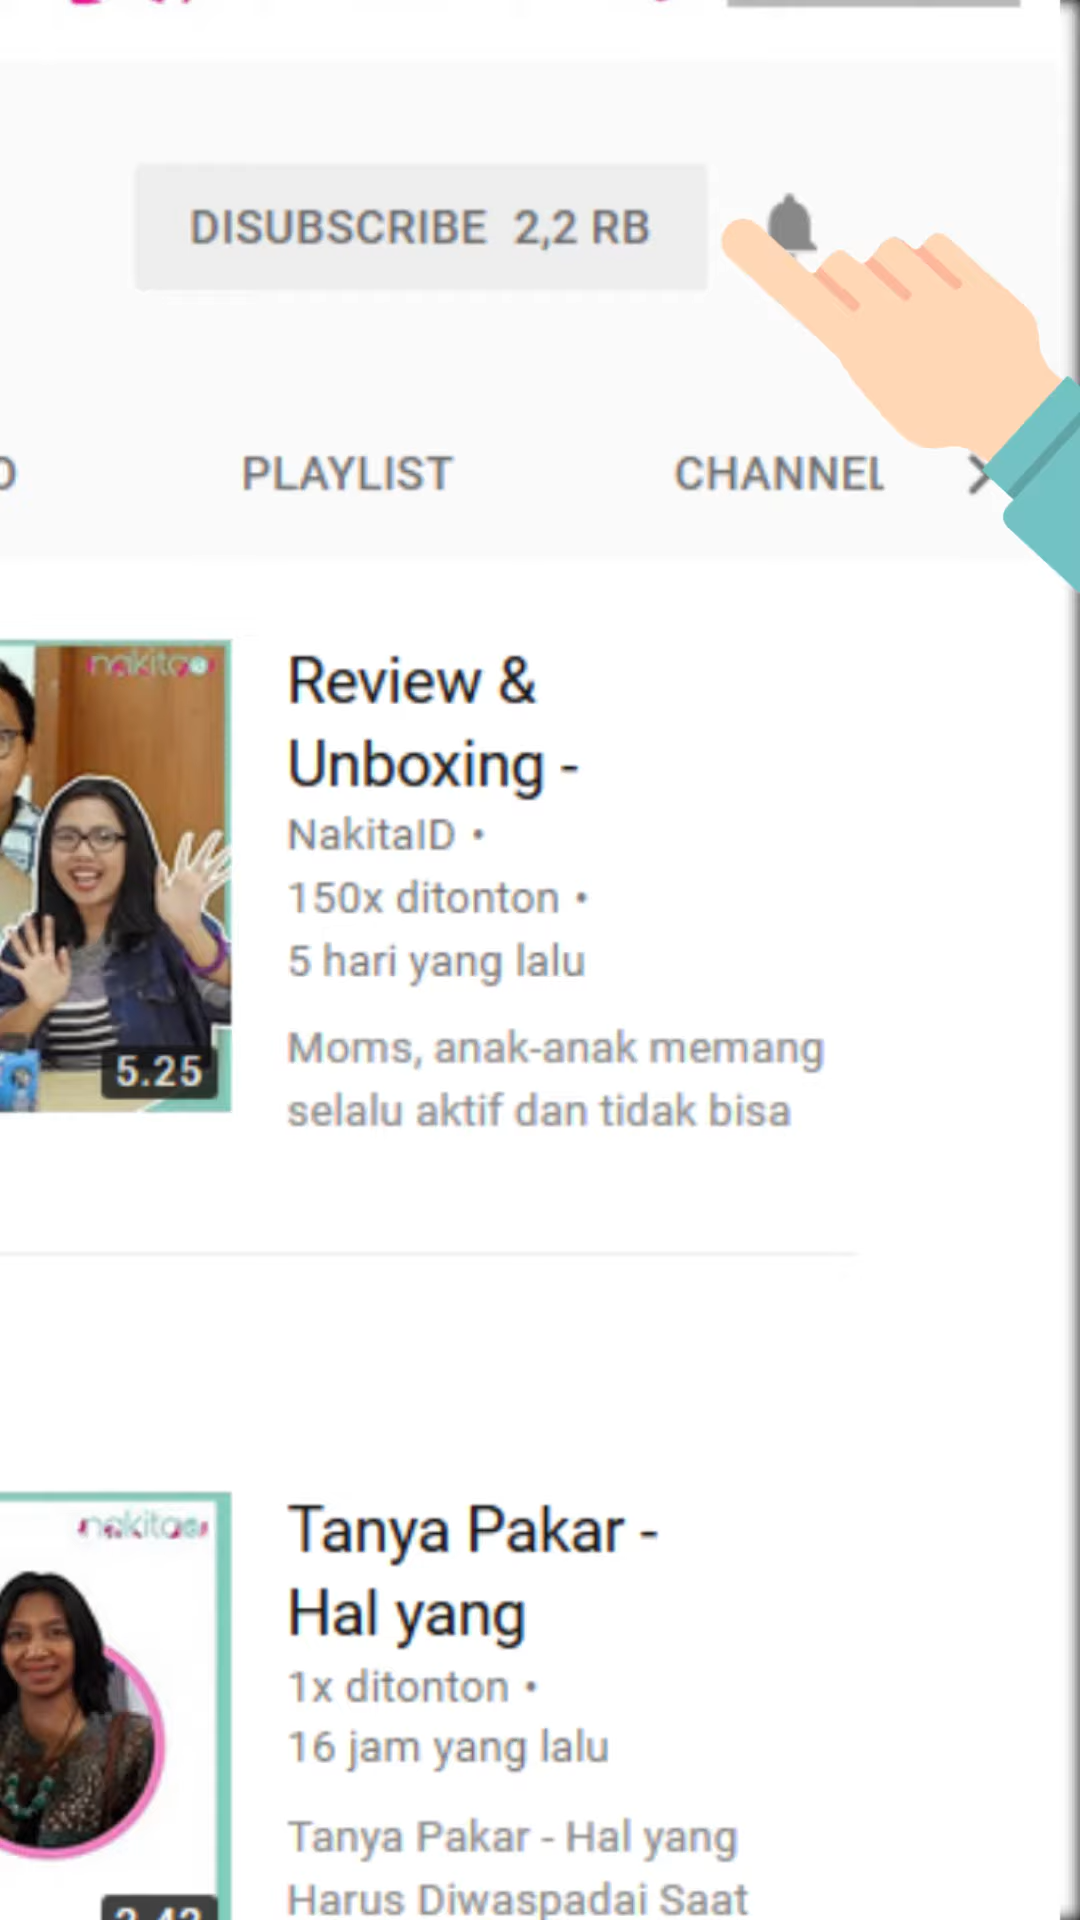 DISUBSCRIBE 2,2 RB
PLAYLIST
CHANNEL
nakita
Review &
Unboxing -
NakitaID •
150x ditonton •
5 hari yang lalu
Moms, anak-anak memang
selalu aktif dan tidak bisa
5.25
nakita
Tanya Pakar -
Hal yang
1x ditonton •
16 jam yang lalu
Tanya Pakar - Hal yang
Harus Diwaspadai Saat